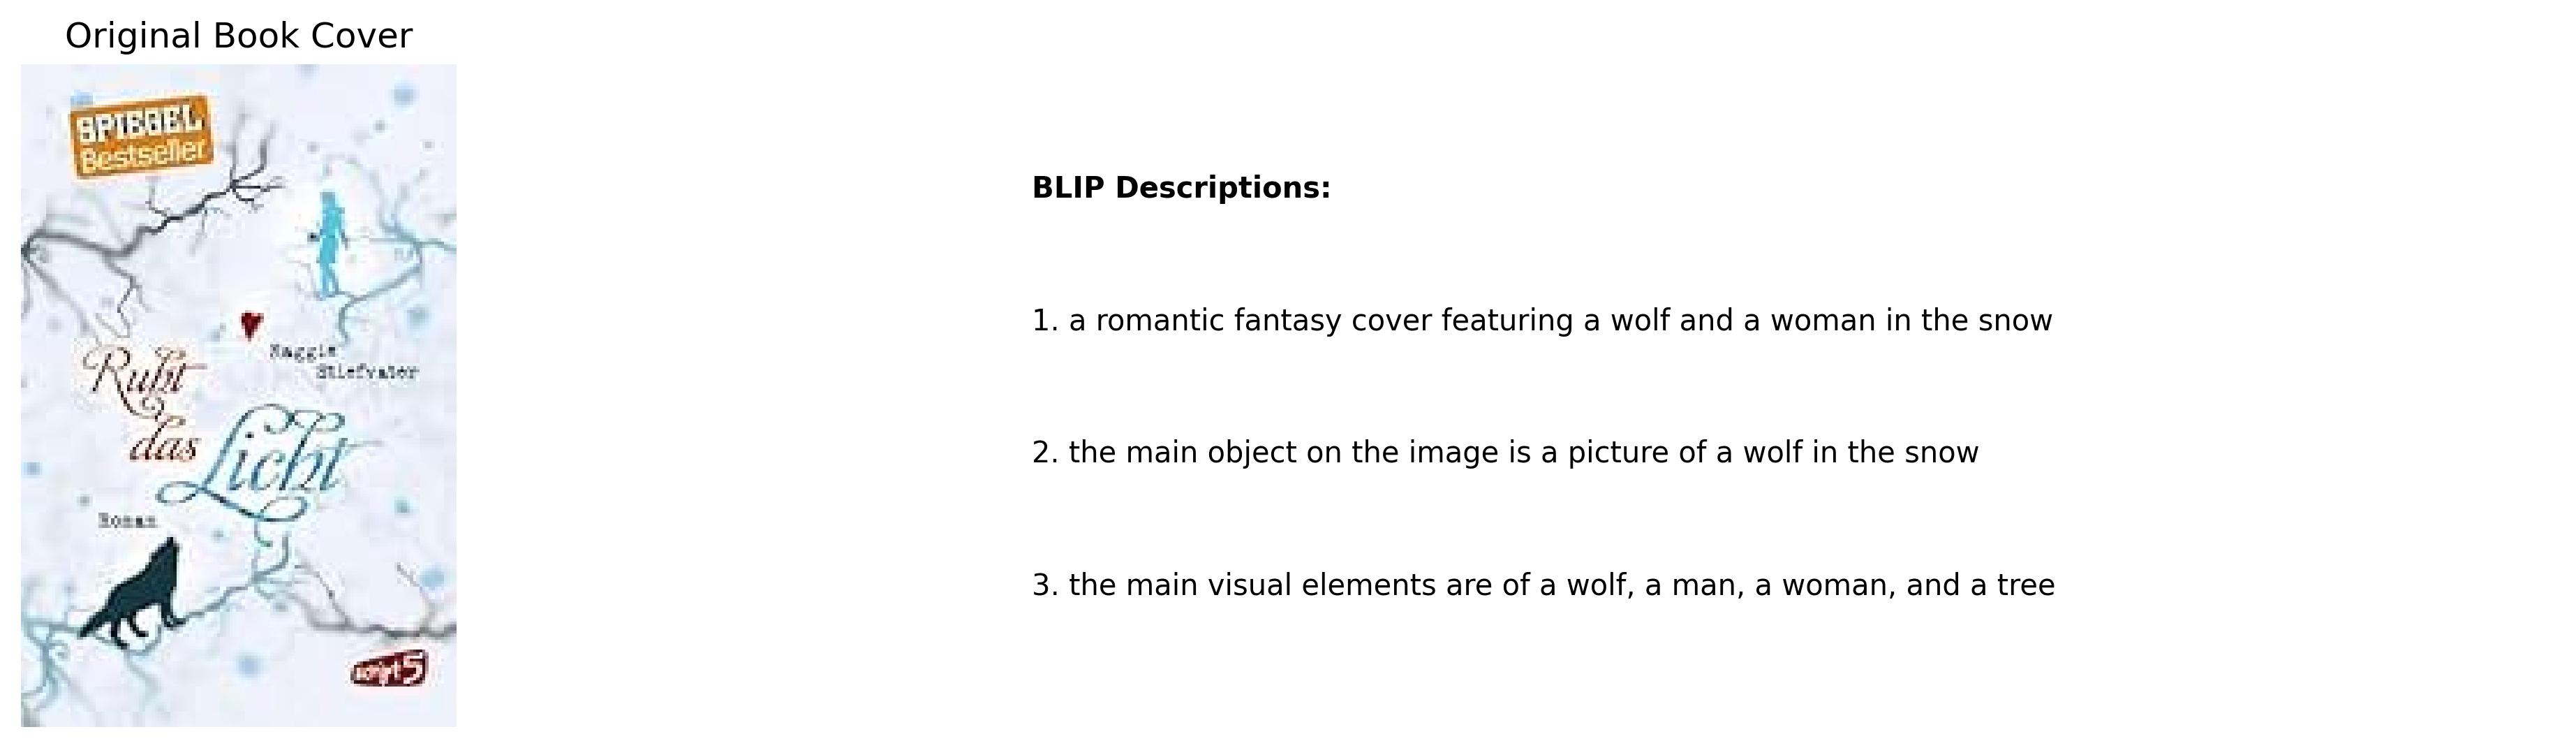 Original Book Cover
SPIEGEL
Bestseller
Maggie
Stiefvater
Ruht
das
Licht
Roman
script5
BLIP Descriptions:
1. a romantic fantasy cover featuring a wolf and a woman in the snow
2. the main object on the image is a picture of a wolf in the snow
3. the main visual elements are of a wolf, a man, a woman, and a tree